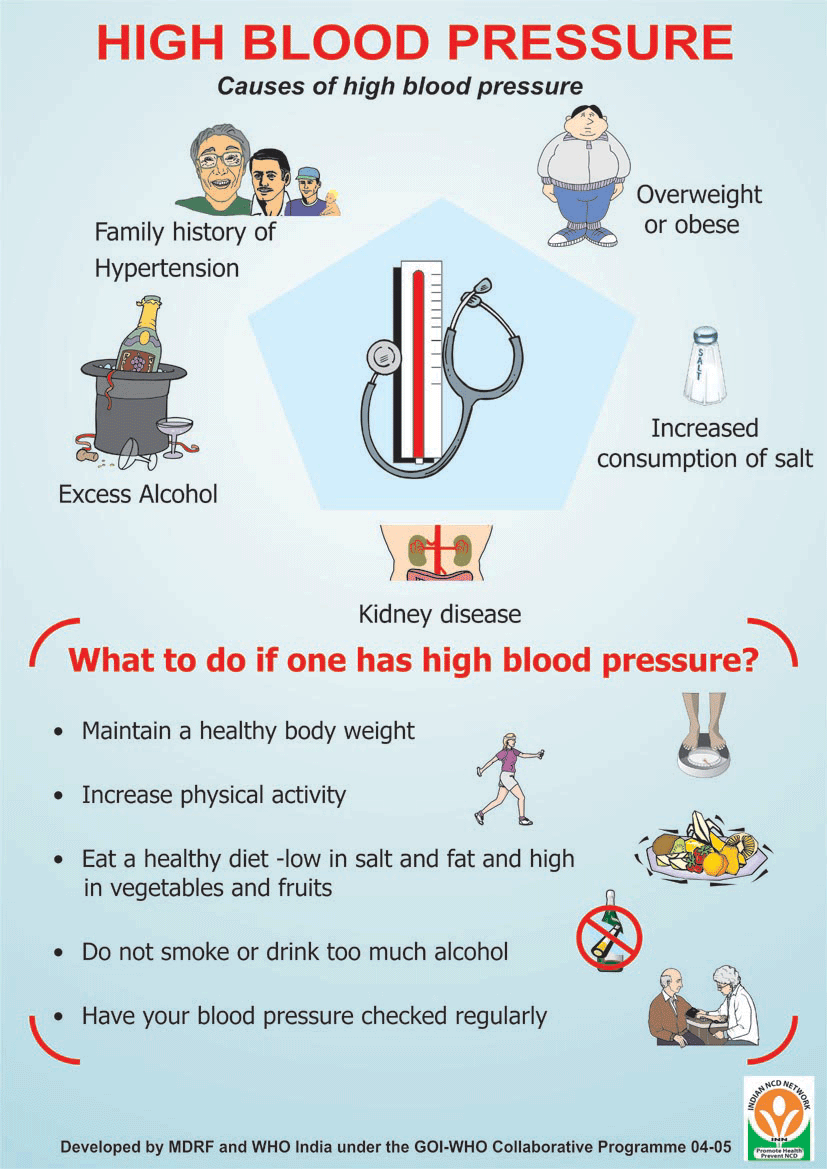 HIGH BLOOD PRESSURE
Causes of high blood pressure
Family history of
Hypertension
Overweight
or obese
SALT
Increased
consumption of salt
Excess Alcohol
Kidney disease
What to do if one has high blood pressure?
• Maintain a healthy body weight
• Increase physical activity
• Eat a healthy diet -low in salt and fat and high
in vegetables and fruits
• Do not smoke or drink too much alcohol
• Have your blood pressure checked regularly
INDIAN NCD NETWORK
INN
Promote Health
Prevent NCD
Developed by MDRF and WHO India under the GOI-WHO Collaborative Programme 04-05